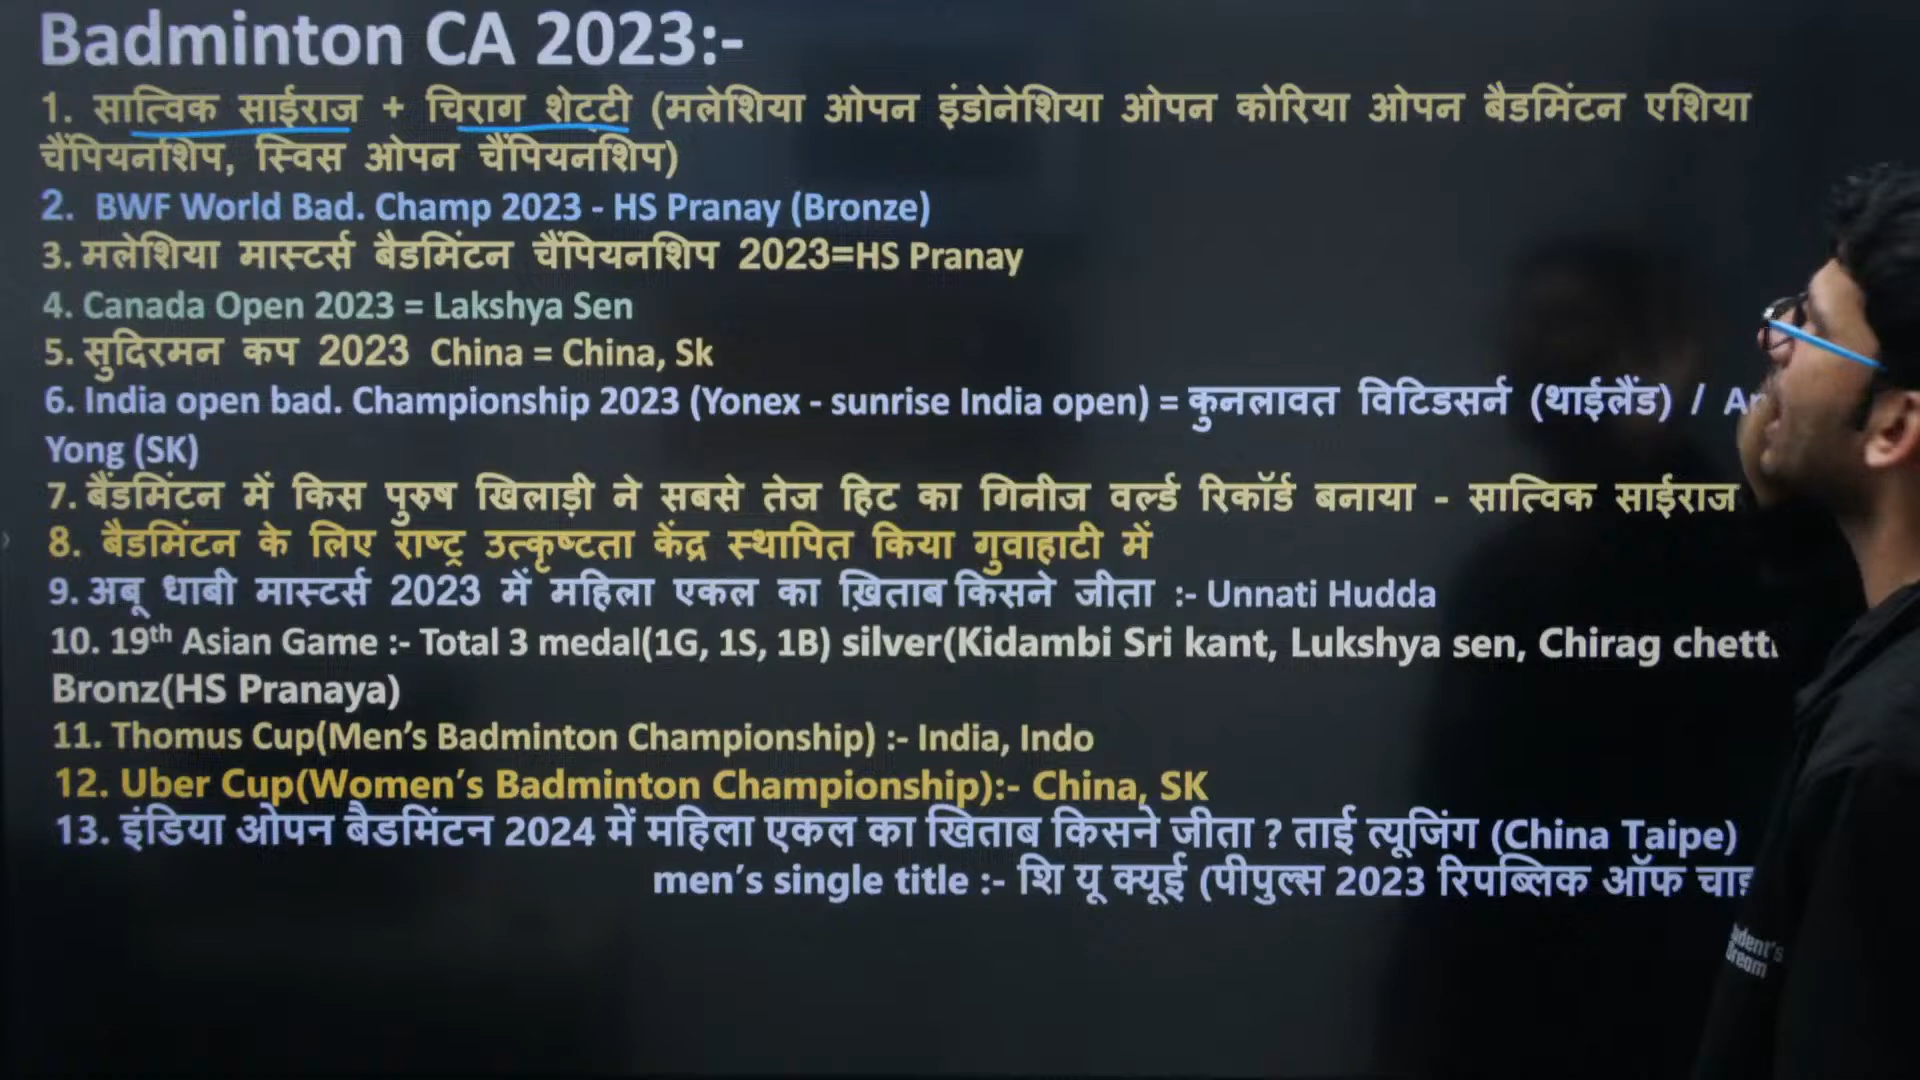 Badminton CA 2023:-
1. सात्विक साईराज + चिराग शेट्टी (मलेशिया ओपन इंडोनेशिया ओपन कोरिया ओपन बैडमिंटन एशिया
चैंपियनशिप, स्विस ओपन चैंपियनशिप)
2. BWF World Bad. Champ 2023 - HS Pranay (Bronze)
3. मलेशिया मास्टर्स बैडमिंटन चैंपियनशिप 2023=HS Pranay
4. Canada Open 2023 = Lakshya Sen
5. सुदिरमन कप 2023 China = China, Sk
6. India open bad. Championship 2023 (Yonex - sunrise India open) = कुनलावत विटिडसर्न (थाईलैंड) /
Yong (SK)
7. बैंडमिंटन में किस पुरुष खिलाड़ी ने सबसे तेज हिट का गिनीज वर्ल्ड रिकॉर्ड बनाया - सात्विक साईराज
8. बैडमिंटन के लिए राष्ट्र उत्कृष्टता केंद्र स्थापित किया गुवाहाटी में
9. अबू धाबी मास्टर्स 2023 में महिला एकल का ख़िताब किसने जीता :- Unnati Hudda
10. 19th Asian Game :- Total 3 medal(1G, 1S, 1B) silver(Kidambi Sri kant, Lukshya sen, Chirag
Bronz(HS Pranaya)
11. Thomus Cup(Men's Badminton Championship) :- India, Indo
12. Uber Cup(Women's Badminton Championship):- China, SK
13. इंडिया ओपन बैडमिंटन 2024 में महिला एकल का खिताब किसने जीता ? ताई त्यूजिंग (China Taipe)
men's single title :- शि यू क्यूई (पीपुल्स 2023 रिपब्लिक ऑफ